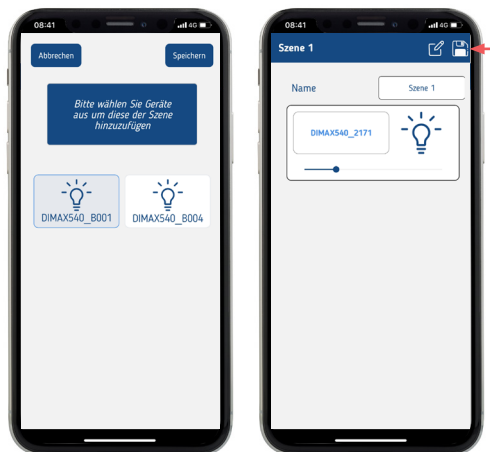 08:41
4G
Abbrechen
Speichern
Bitte wählen Sie Geräte
aus um diese der Szene
hinzuzufügen
DIMAX540_B001
DIMAX540_B004
08:41
4G
Szene 1
Name
Szene 1
DIMAX540_2171